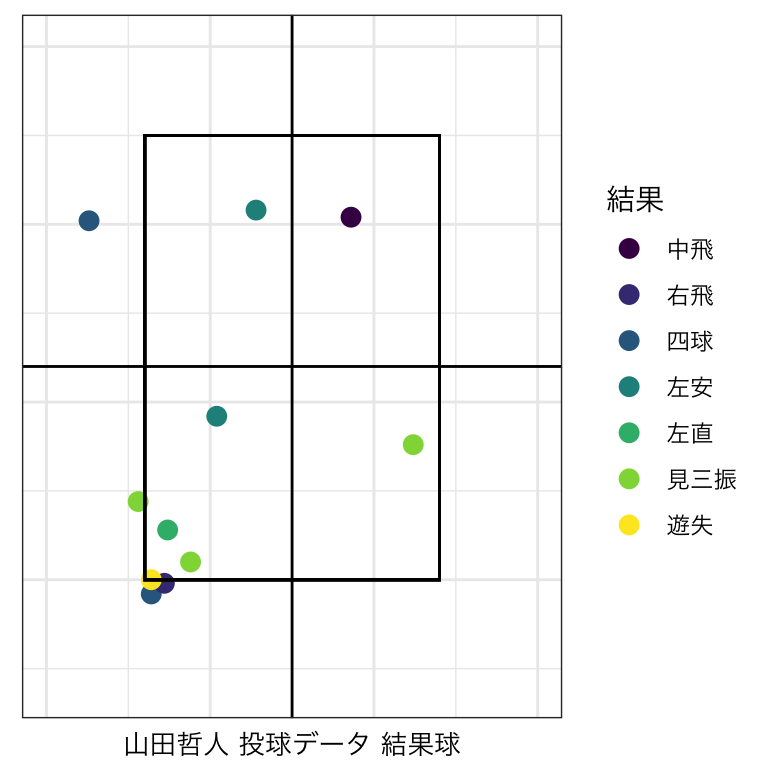 結果
中飛
右飛
四球
左安
左直
見三振
遊失
山田哲人 投球データ 結果球